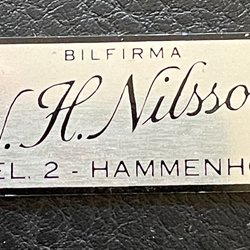 BILFIRMA
. H. Nilsso
EL. 2 - HAMMENH